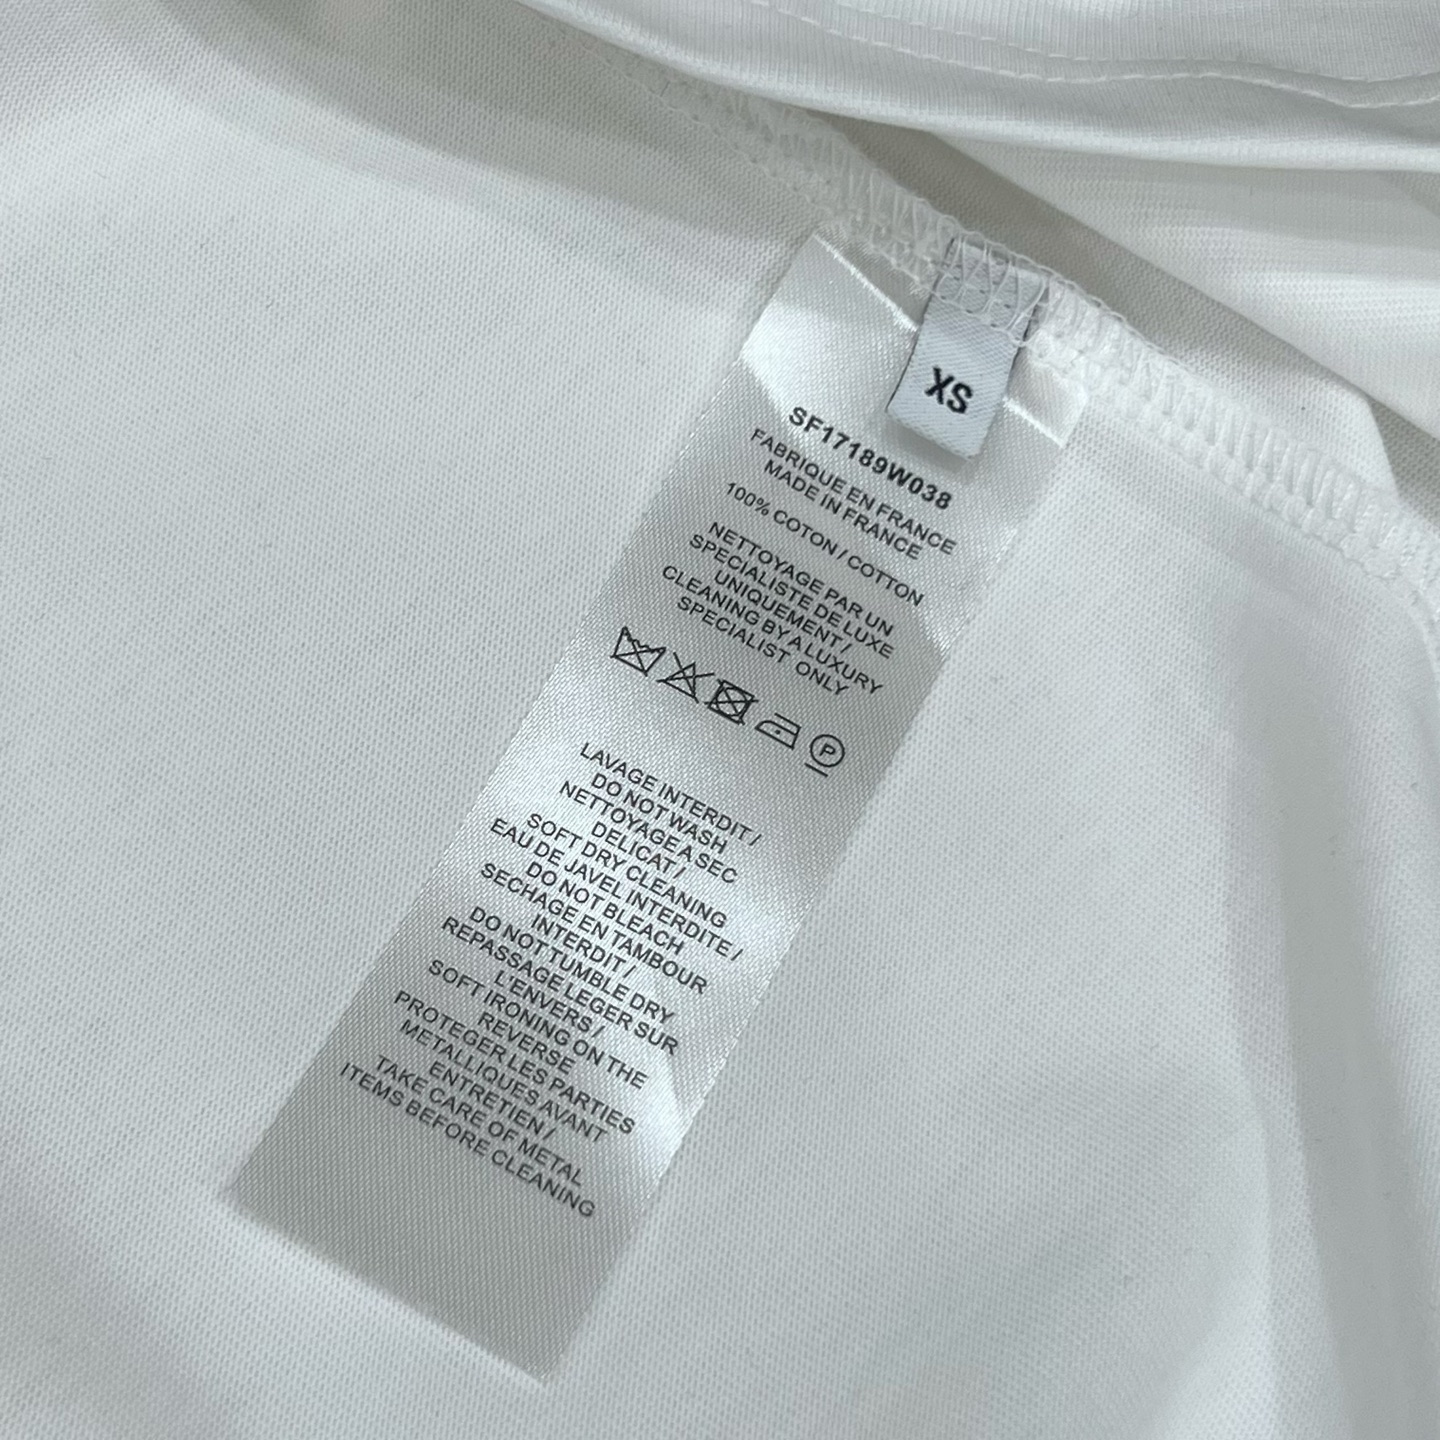 XS
SF17189W038
FABRIQUE EN FRANCE
MADE IN FRANCE
100% COTON / COTTON
NETTOYAGE PAR UN
SPECIALISTE DE LUXE
UNIQUEMENT /
CLEANING BY A LUXURY
SPECIALIST ONLY
P
LAVAGE INTERDIT /
DO NOT WASH
NETTOYAGE A SEC
DELICAT /
SOFT DRY CLEANING
EAU DE JAVEL INTERDITE /
DO NOT BLEACH
SECHAGE EN TAMBOUR
INTERDIT /
DO NOT TUMBLE DRY
REPASSAGE LEGER SUR
L'ENVERS /
SOFT IRONING ON THE
REVERSE
PROTEGER LES PARTIES
METALLIQUES AVANT
ENTRETIEN /
TAKE CARE OF METAL
ITEMS BEFORE CLEANING